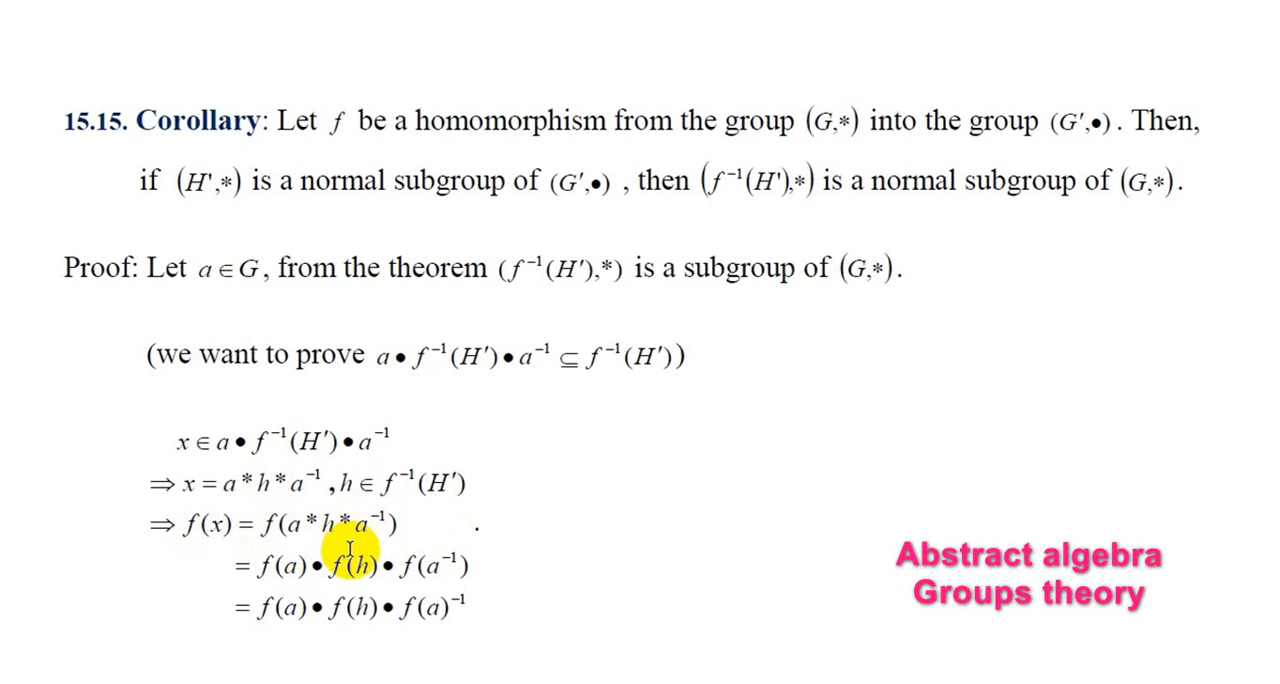 15.15. Corollary: Let f be a homomorphism from the group (G,*) into the group (G′,•). Then,
if (H',*) is a normal subgroup of (G′,•) , then (f⁻¹(H'),*) is a normal subgroup of (G,*).
Proof: Let a ∈ G, from the theorem (f⁻¹(H′),*) is a subgroup of (G,*).
(we want to prove a • f⁻¹(H′) • a⁻¹ ⊆ f⁻¹(H′))
x ∈ a • f⁻¹(H′) • a⁻¹
⇒ x = a * h * a⁻¹ , h ∈ f⁻¹(H′)
⇒ f(x) = f(a * h * a⁻¹) .
= f(a) • f(h) • f(a⁻¹)
= f(a) • f(h) • f(a)⁻¹
Abstract algebra
Groups theory